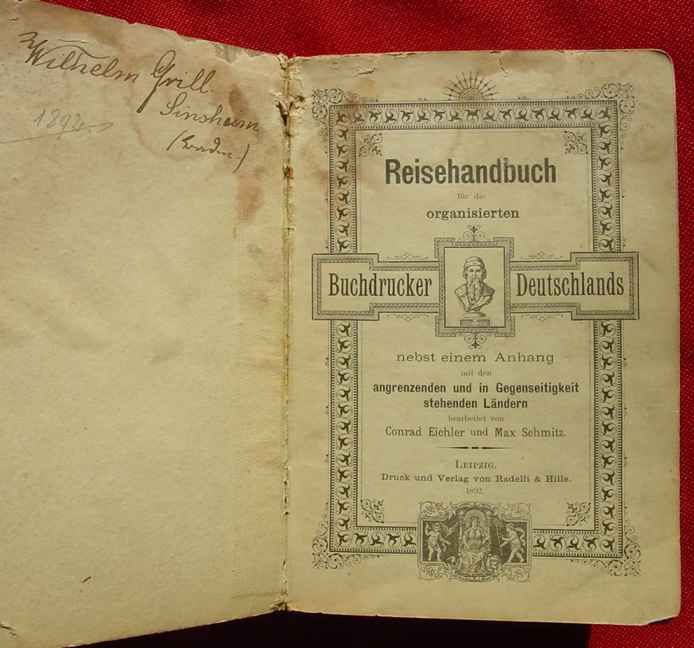 Wilhelm Grill.
Sinsheim
(Baden)
1892.
Reisehandbuch
für die
organisierten
Buchdrucker Deutschlands
nebst einem Anhang
mit den
angrenzenden und in Gegenseitigkeit
stehenden Ländern
bearbeitet von
Conrad Eichler und Max Schmitz.
LEIPZIG.
Druck und Verlag von Radelli & Hille.
1892.